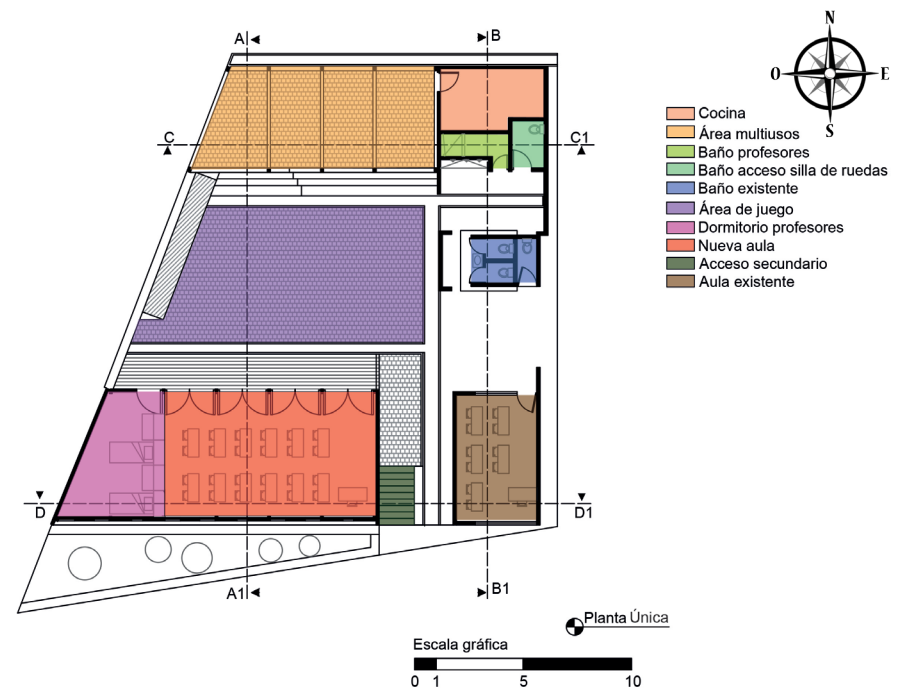 N
O
E
S
A
B
C
C1
Cocina
Área multiusos
Baño profesores
Baño acceso silla de ruedas
Baño existente
Área de juego
Dormitorio profesores
Nueva aula
Acceso secundario
Aula existente
D
D1
A1
B1
Planta Única
Escala gráfica
0 1 5 10